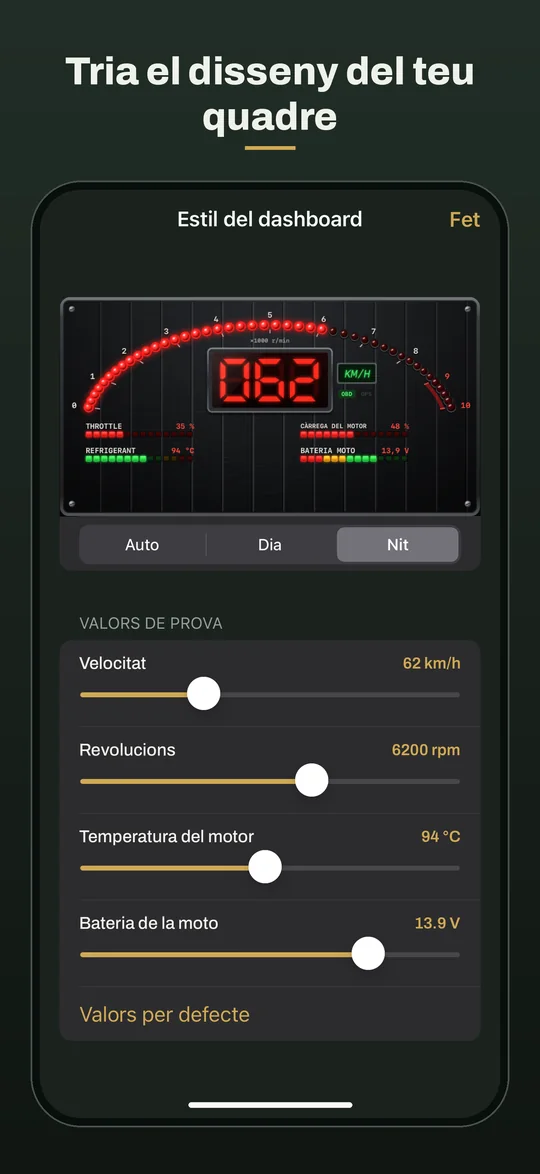 Tria el disseny del teu
quadre
Estil del dashboard
Fet
0 1 2 3 4 5 6 7 8 9 10
×1000 r/min
062
KM/H
ORD
THROTTLE 35 %
CÀRREGA DEL MOTOR 48 %
REFRIGERANT 94 °C
BATERIA MOTO 13,9 V
Auto Dia Nit
VALORS DE PROVA
Velocitat 62 km/h
Revolucions 6200 rpm
Temperatura del motor 94 °C
Bateria de la moto 13.9 V
Valors per defecte